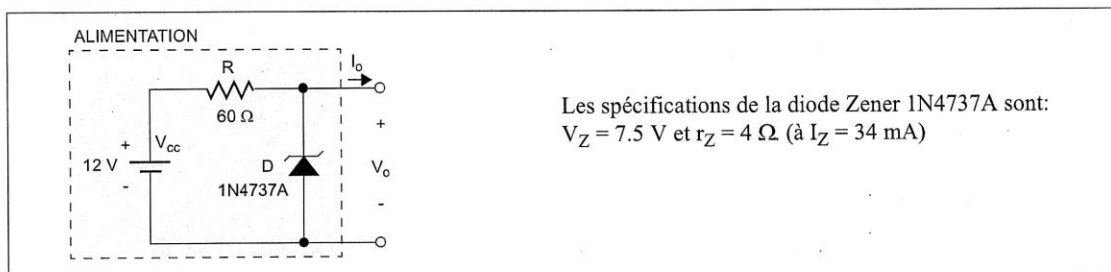 ALIMENTATION
R
60 Ω
I₀
+
V_cc
12 V
+
-
D
1N4737A
V₀
-
Les spécifications de la diode Zener 1N4737A sont:
V_Z = 7.5 V et r_Z = 4 Ω (à I_Z = 34 mA)